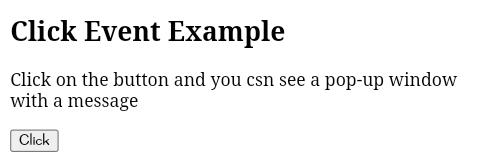 Click Event Example
Click on the button and you csn see a pop-up window
with a message
Click